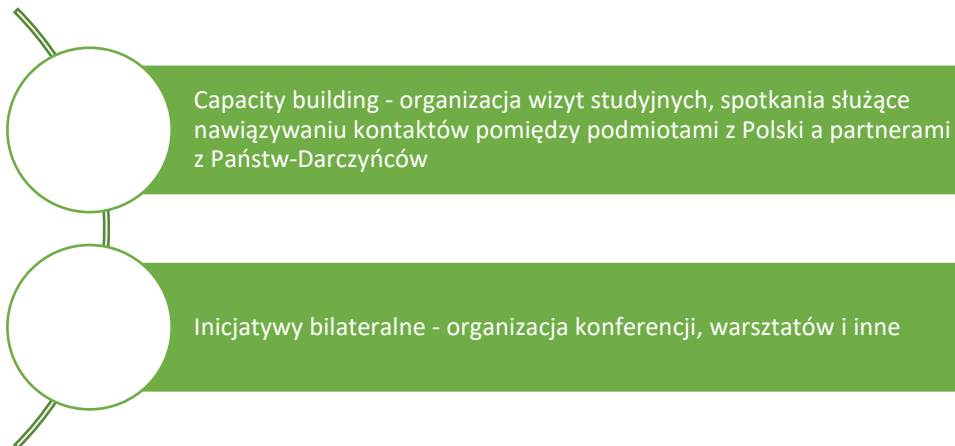 Capacity building - organizacja wizyt studyjnych, spotkania służące
nawiązywaniu kontaktów pomiędzy podmiotami z Polski a partnerami
z Państw-Darczyńców
Inicjatywy bilateralne - organizacja konferencji, warsztatów i inne